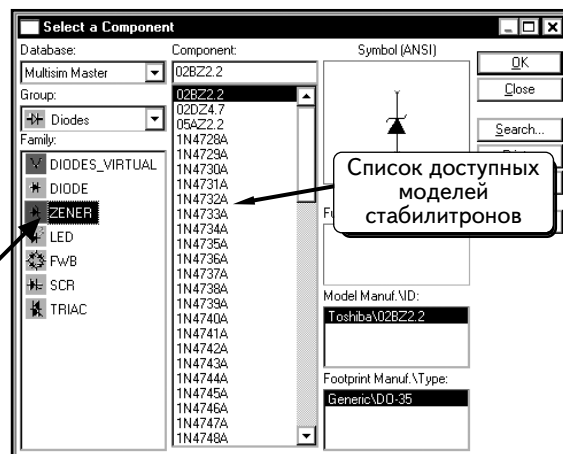 Select a Component
Database:
Multisim Master
Group:
Diodes
Family:
DIODES_VIRTUAL
DIODE
ZENER
LED
FWB
SCR
TRIAC
Component:
02BZ2.2
02BZ2.2
02DZ4.7
05AZ2.2
1N4728A
1N4729A
1N4730A
1N4731A
1N4732A
1N4733A
1N4734A
1N4735A
1N4736A
1N4737A
1N4738A
1N4739A
1N4740A
1N4741A
1N4742A
1N4743A
1N4744A
1N4745A
1N4746A
1N4747A
1N4748A
Symbol (ANSI)
Список доступных
моделей
стабилитронов
Model Manuf.\ID:
Toshiba\02BZ2.2
Footprint Manuf.\Type:
Generic\DO-35
OK
Close
Search...